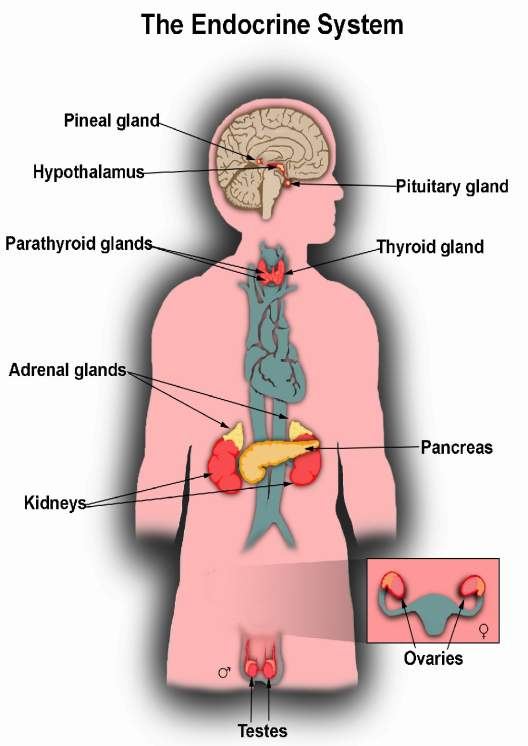 The Endocrine System
Pineal gland
Hypothalamus
Pituitary gland
Parathyroid glands
Thyroid gland
Adrenal glands
Pancreas
Kidneys
♀
Ovaries
♂
Testes